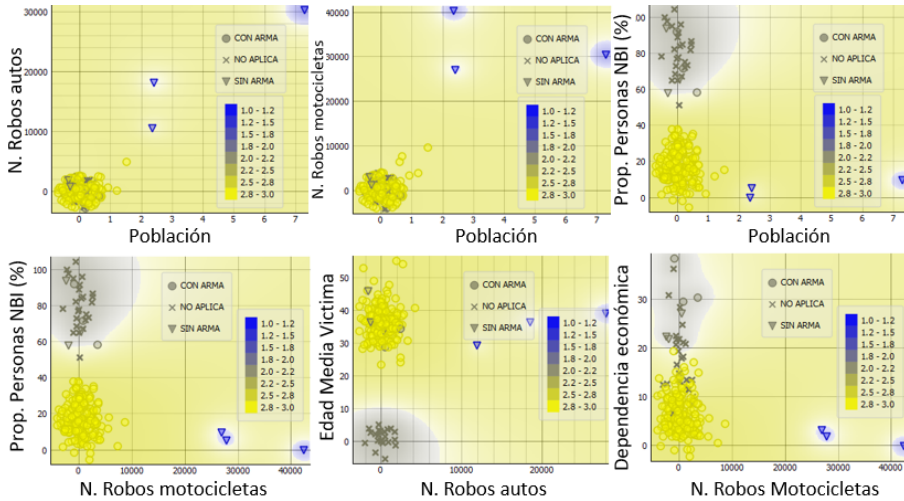 N. Robos autos
30000
20000
10000
0
0 1 2 3 4 5 6 7
Población
CON ARMA
NO APLICA
SIN ARMA
1.0 - 1.2
1.2 - 1.5
1.5 - 1.8
1.8 - 2.0
2.0 - 2.2
2.2 - 2.5
2.5 - 2.8
2.8 - 3.0
N. Robos motocicletas
40000
30000
20000
10000
0
0 1 2 3 4 5 6 7
Población
CON ARMA
NO APLICA
SIN ARMA
1.0 - 1.2
1.2 - 1.5
1.5 - 1.8
1.8 - 2.0
2.0 - 2.2
2.2 - 2.5
2.5 - 2.8
2.8 - 3.0
Prop. Personas NBI (%)
00
80
60
40
20
0
0 1 2 3 4 5 6 7
Población
CON ARMA
NO APLICA
SIN ARMA
1.0 - 1.2
1.2 - 1.5
1.5 - 1.8
1.8 - 2.0
2.0 - 2.2
2.2 - 2.5
2.5 - 2.8
2.8 - 3.0
Prop. Personas NBI (%)
100
80
60
40
20
0
0 10000 20000 30000 40000
N. Robos motocicletas
CON ARMA
NO APLICA
SIN ARMA
1.0 - 1.2
1.2 - 1.5
1.5 - 1.8
1.8 - 2.0
2.0 - 2.2
2.2 - 2.5
2.5 - 2.8
2.8 - 3.0
Edad Media Victima
50
40
30
20
10
0
0 10000 20000
N. Robos autos
CON ARMA
NO APLICA
SIN ARMA
1.0 - 1.2
1.2 - 1.5
1.5 - 1.8
1.8 - 2.0
2.0 - 2.2
2.2 - 2.5
2.5 - 2.8
2.8 - 3.0
Dependencia económica
35
30
25
20
15
10
5
0
0 10000 20000 30000 40000
N. Robos Motocicletas
CON ARMA
NO APLICA
SIN ARMA
1.0 - 1.2
1.2 - 1.5
1.5 - 1.8
1.8 - 2.0
2.0 - 2.2
2.2 - 2.5
2.5 - 2.8
2.8 - 3.0